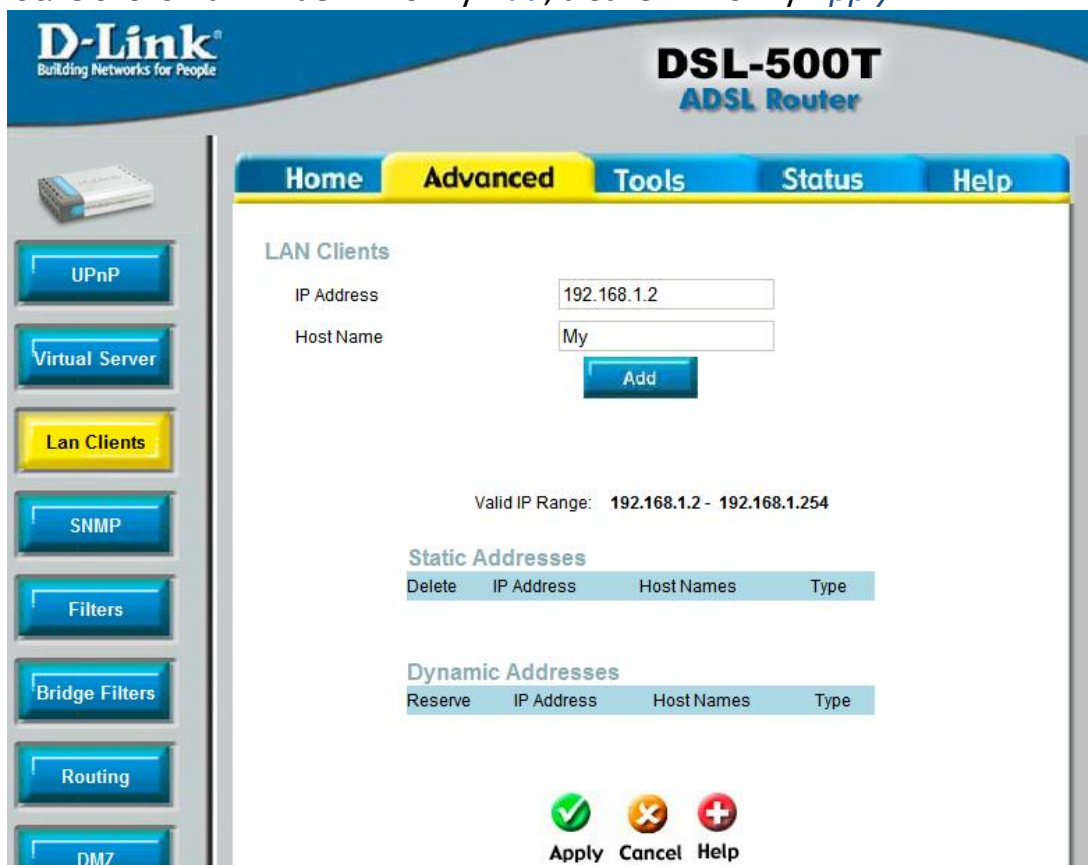 D-Link
Building Networks for People
DSL-500T
ADSL Router
Home Advanced Tools Status Help
UPnP
Virtual Server
Lan Clients
SNMP
Filters
Bridge Filters
Routing
DMZ
LAN Clients
IP Address 192.168.1.2
Host Name My
Add
Valid IP Range: 192.168.1.2 - 192.168.1.254
Static Addresses
Delete IP Address Host Names Type
Dynamic Addresses
Reserve IP Address Host Names Type
Apply Cancel Help